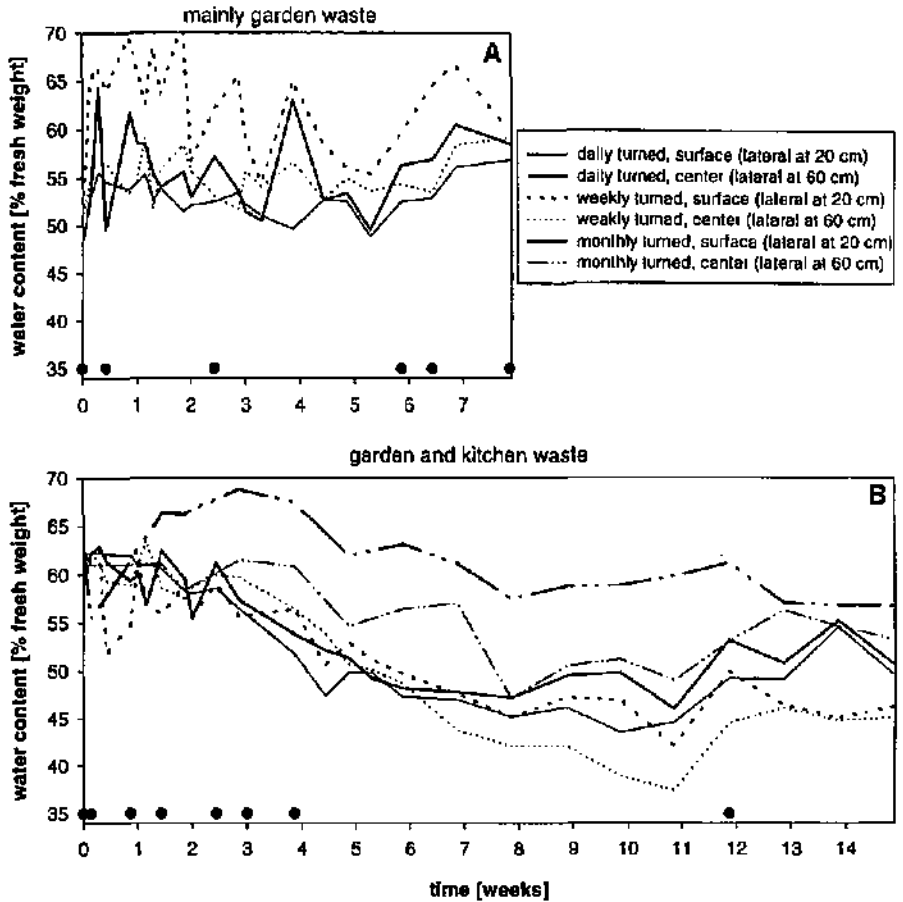 mainly garden waste
A
water content [% fresh weight]
70
65
60
55
50
45
40
35
0 1 2 3 4 5 6 7
daily turned, surface (lateral at 20 cm)
daily turned, center (lateral at 60 cm)
weekly turned, surface (lateral at 20 cm)
weakly turned, center (lateral at 60 cm)
monthly turned, surface (lateral at 20 cm)
monthly turned, center (lateral at 60 cm)
garden and kitchen waste
B
water content [% fresh weight]
70
65
60
55
50
45
40
35
0 1 2 3 4 5 6 7 8 9 10 11 12 13 14
time [weeks]